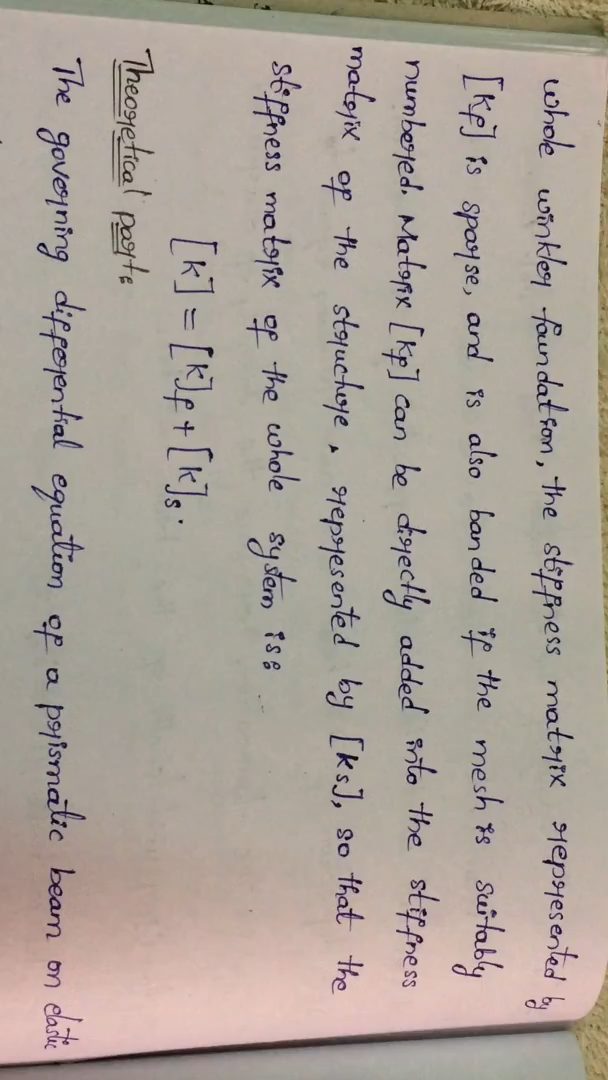 whole winkler foundation, the stiffness matrix represented by
[Kf] is sparse, and is also banded if the mesh is suitably
numbered. Matrix [Kf] can be directly added into the stiffness
matrix of the structure, represented by [Ks], so that the
stiffness matrix of the whole system is:
[K] = [K]f + [K]s.
Theoretical part:
The governing differential equation of a prismatic beam on elastic